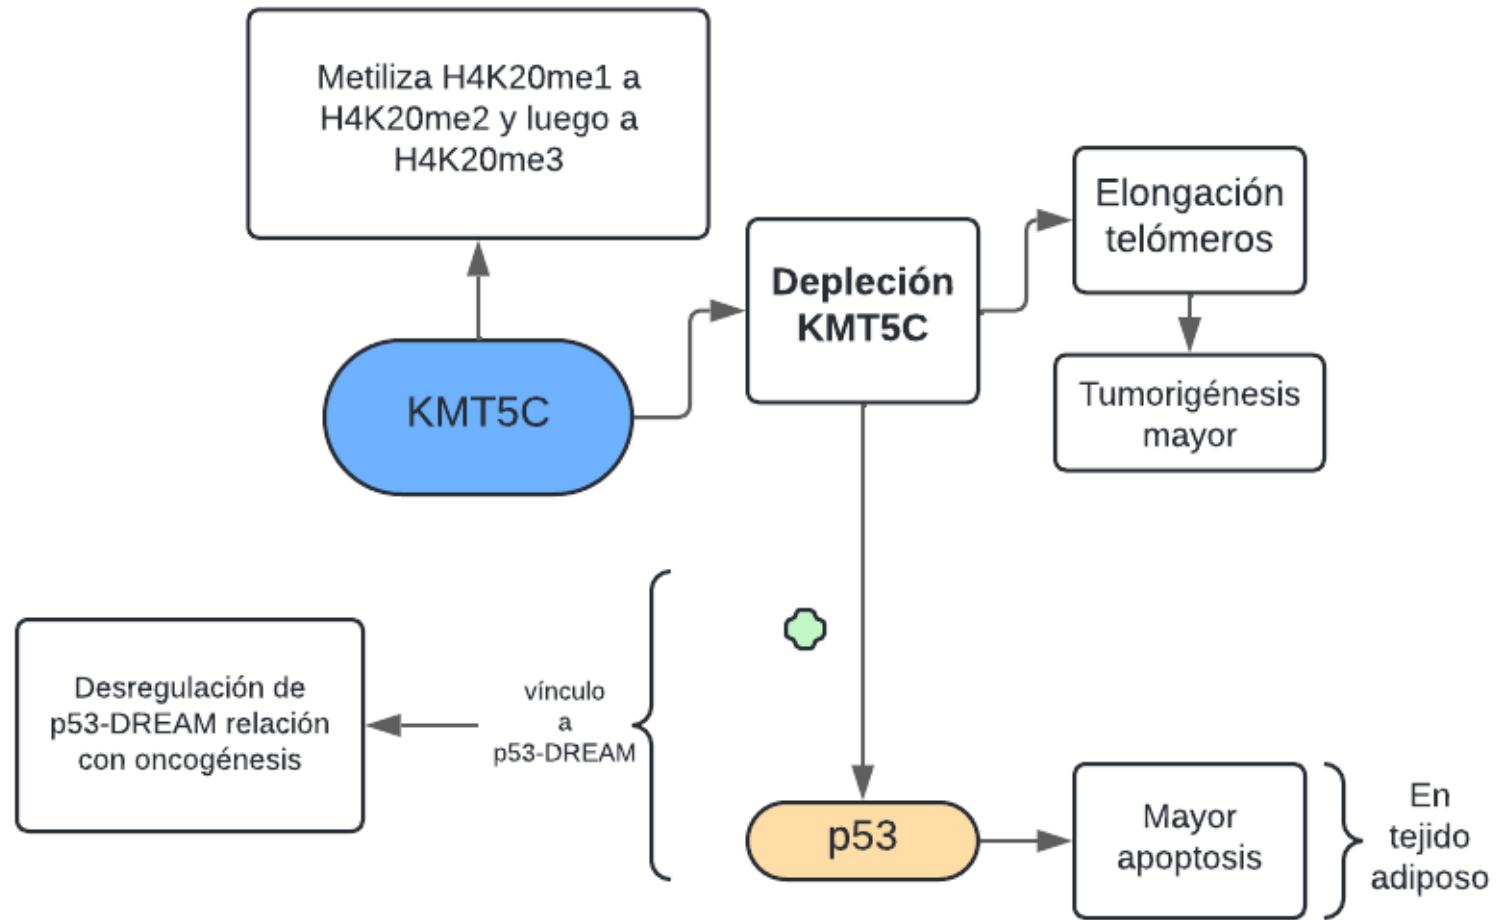 Metiliza H4K20me1 a
H4K20me2 y luego a
H4K20me3
KMT5C
Depleción
KMT5C
Elongación
telómeros
Tumorigénesis
mayor
Desregulación de
p53-DREAM relación
con oncogénesis
vínculo
a
p53-DREAM
p53
Mayor
apoptosis
En
tejido
adiposo